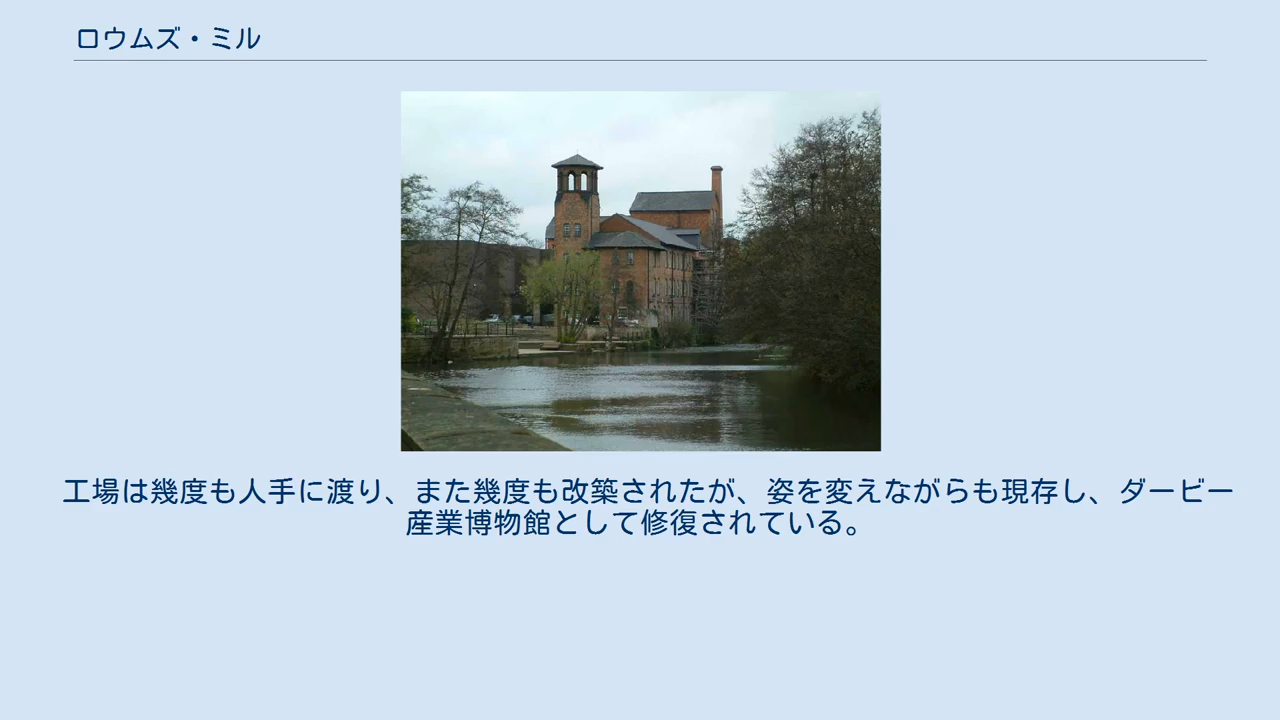 ロウムズ・ミル
工場は幾度も人手に渡り、また幾度も改築されたが、姿を変えながらも現存し、ダービー
産業博物館として修復されている。